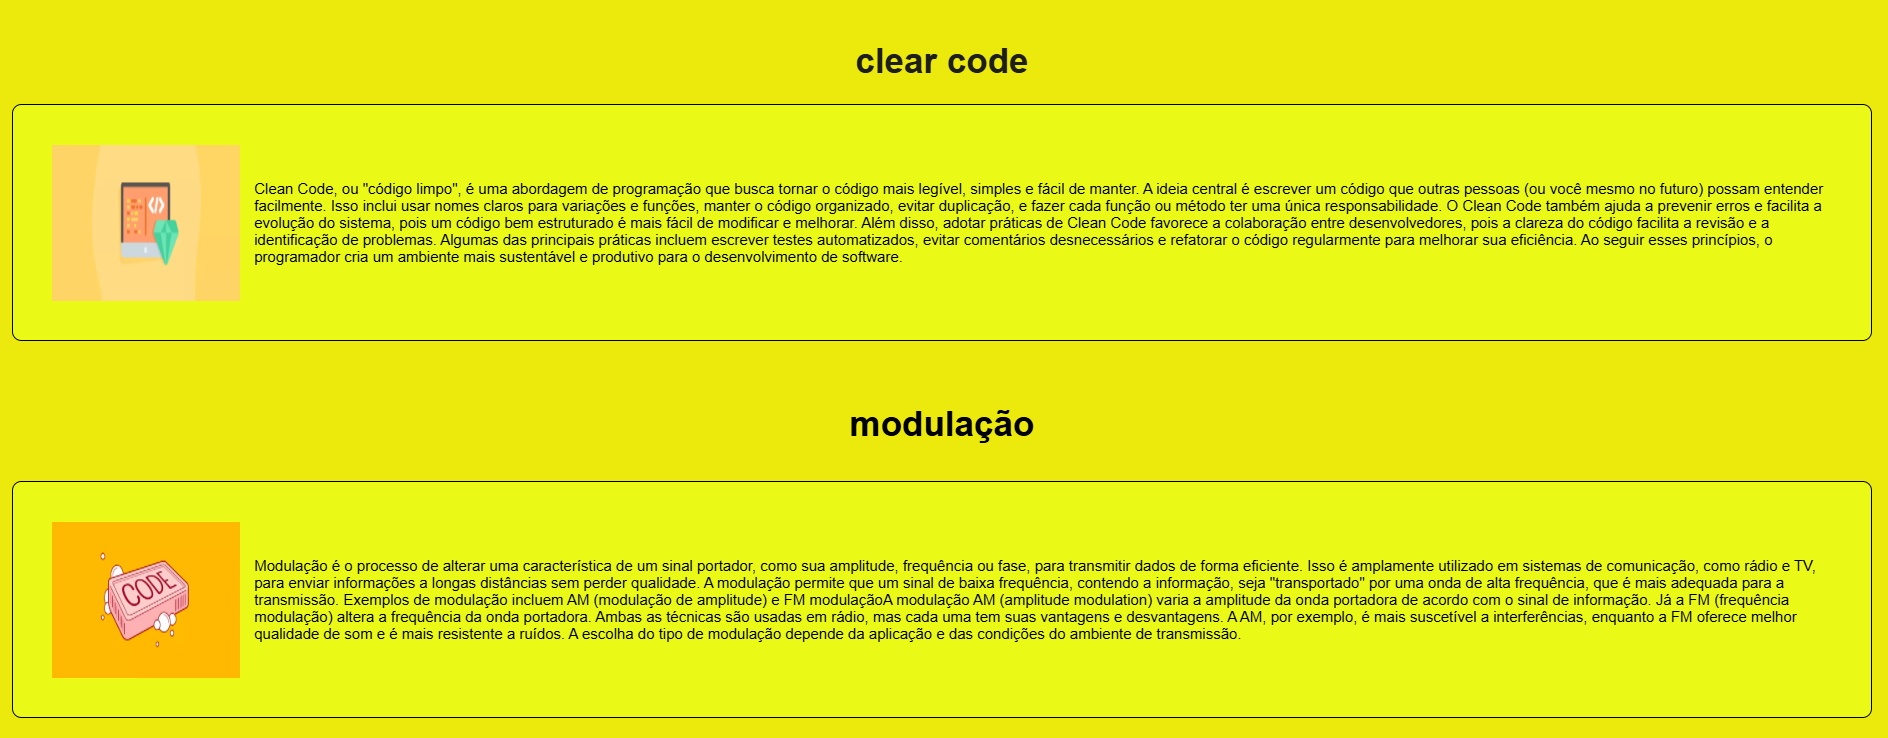 clear code
</>
Clean Code, ou "código limpo", é uma abordagem de programação que busca tornar o código mais legível, simples e fácil de manter. A ideia central é escrever um código que outras pessoas (ou você mesmo no futuro) possam entender
facilmente. Isso inclui usar nomes claros para variações e funções, manter o código organizado, evitar duplicação, e fazer cada função ou método ter uma única responsabilidade. O Clean Code também ajuda a prevenir erros e facilita a
evolução do sistema, pois um código bem estruturado é mais fácil de modificar e melhorar. Além disso, adotar práticas de Clean Code favorece a colaboração entre desenvolvedores, pois a clareza do código facilita a revisão e a
identificação de problemas. Algumas das principais práticas incluem escrever testes automatizados, evitar comentários desnecessários e refatorar o código regularmente para melhorar sua eficiência. Ao seguir esses princípios, o
programador cria um ambiente mais sustentável e produtivo para o desenvolvimento de software.
modulação
CODE
Modulação é o processo de alterar uma característica de um sinal portador, como sua amplitude, frequência ou fase, para transmitir dados de forma eficiente. Isso é amplamente utilizado em sistemas de comunicação, como rádio e TV,
para enviar informações a longas distâncias sem perder qualidade. A modulação permite que um sinal de baixa frequência, contendo a informação, seja "transportado" por uma onda de alta frequência, que é mais adequada para a
transmissão. Exemplos de modulação incluem AM (modulação de amplitude) e FM modulaçãoA modulação AM (amplitude modulation) varia a amplitude da onda portadora de acordo com o sinal de informação. Já a FM (frequência
modulação) altera a frequência da onda portadora. Ambas as técnicas são usadas em rádio, mas cada uma tem suas vantagens e desvantagens. A AM, por exemplo, é mais suscetível a interferências, enquanto a FM oferece melhor
qualidade de som e é mais resistente a ruídos. A escolha do tipo de modulação depende da aplicação e das condições do ambiente de transmissão.